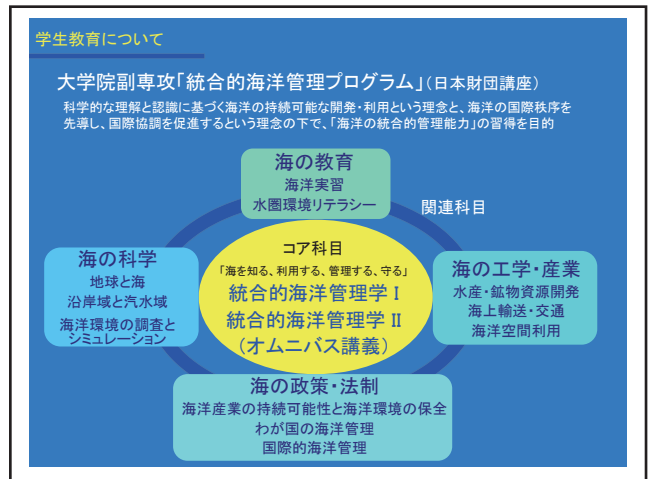 学生教育について
大学院副専攻「統合的海洋管理プログラム」(日本財団講座)
科学的な理解と認識に基づく海洋の持続可能な開発・利用という理念と、海洋の国際秩序を
先導し、国際協調を促進するという理念の下で、「海洋の統合的管理能力」の習得を目的
海の教育
海洋実習
水圏環境リテラシー
関連科目
コア科目
「海を知る、利用する、管理する、守る」
統合的海洋管理学 I
統合的海洋管理学 II
(オムニバス講義)
海の科学
地球と海
沿岸域と汽水域
海洋環境の調査と
シミュレーション
海の工学・産業
水産・鉱物資源開発
海上輸送・交通
海洋空間利用
海の政策・法制
海洋産業の持続可能性と海洋環境の保全
わが国の海洋管理
国際的海洋管理